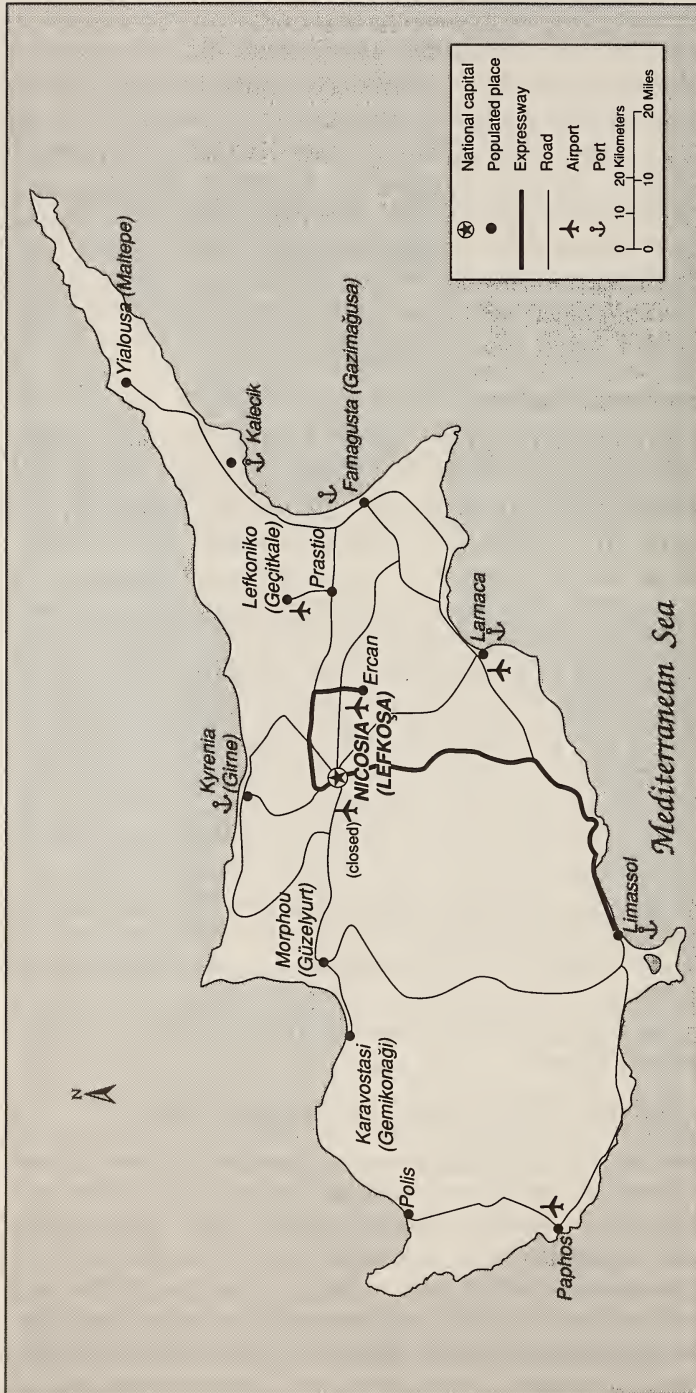 N
Yialousa (Maltepe)
Kalecik
Kyrenia
(Girne)
Lefkoniko
(Geçitkale)
Prastio
Famagusta (Gazimağusa)
Morphou
(Güzelyurt)
(closed)
NICOSIA
(LEFKOŞA)
Ercan
Karavostasi
(Gemikonaği)
Larnaca
Polis
Limassol
Paphos
Mediterranean Sea
National capital
Populated place
Expressway
Road
Airport
Port
0 10 20 Kilometers
0 10 20 Miles